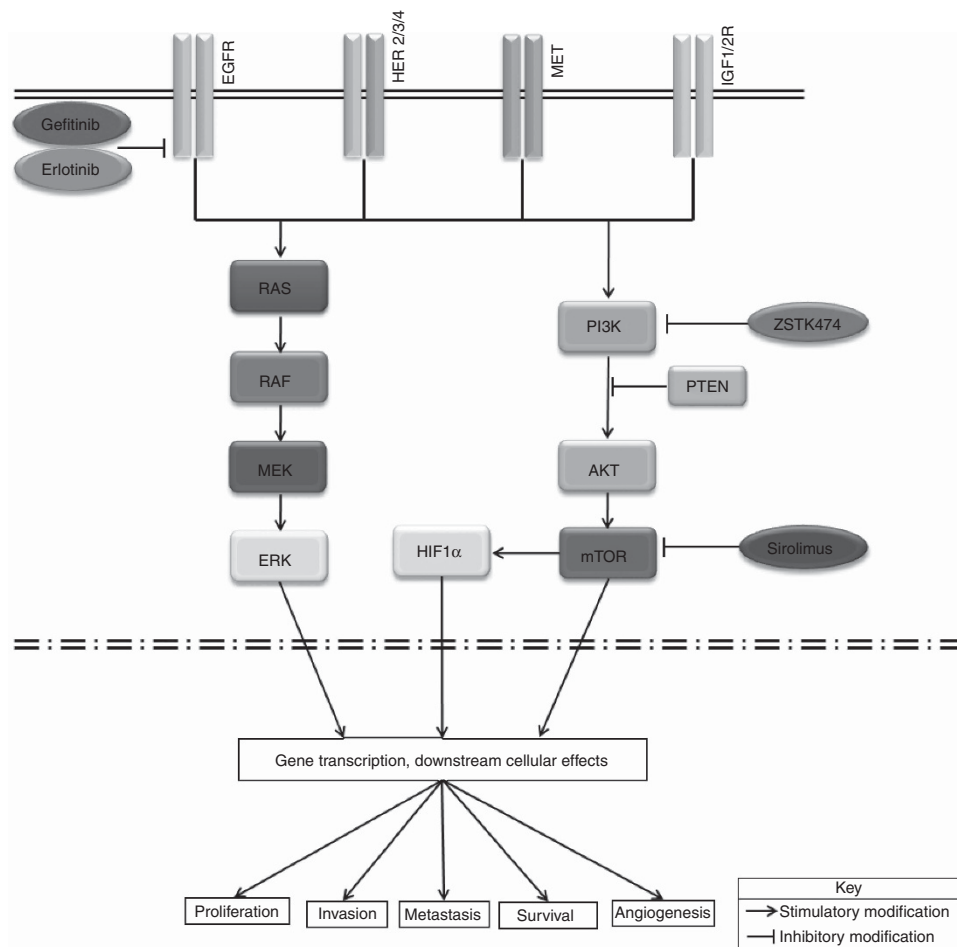 EGFR
HER 2/3/4
MET
IGF1/2R
Gefitinib
Erlotinib
RAS
PI3K
ZSTK474
RAF
PTEN
MEK
AKT
ERK
HIF1α
mTOR
Sirolimus
Gene transcription, downstream cellular effects
Proliferation
Invasion
Metastasis
Survival
Angiogenesis
Key
Stimulatory modification
Inhibitory modification